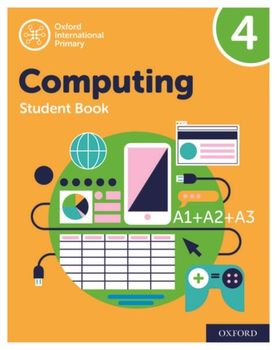 Oxford
International
Primary
4
Computing
Student Book
A1+A2+A3
OXFORD